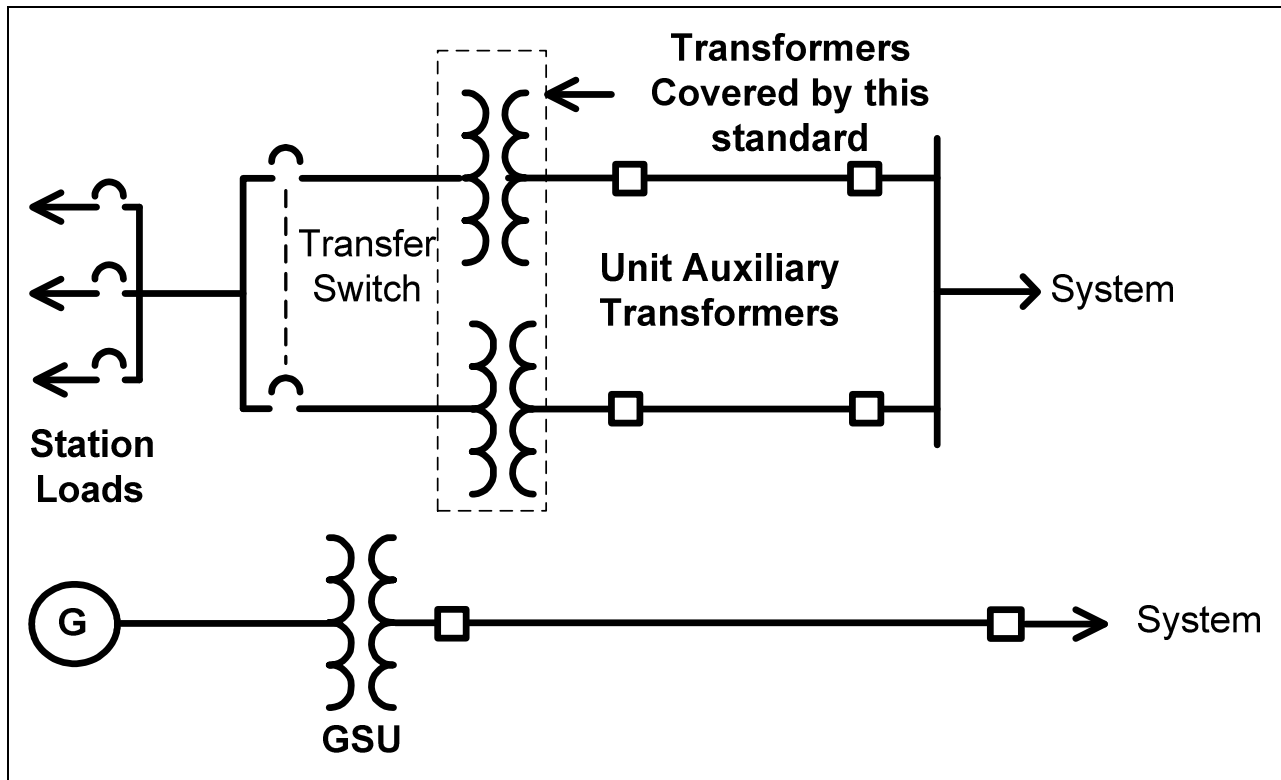 Transformers
Covered by this
standard
Transfer
Switch
Unit Auxiliary
Transformers
System
Station
Loads
G
System
GSU